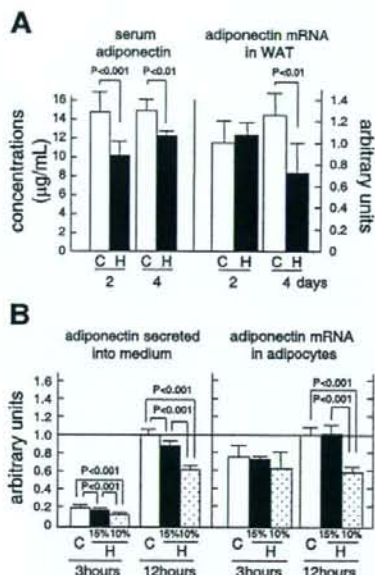 A
serum adiponectin
adiponectin mRNA in WAT
P<0.001
P<0.01
P<0.01
concentrations (μg/mL)
16
14
12
10
8
6
4
2
0
1.4
1.2
1.0
0.8
0.6
0.4
0.2
0
arbitrary units
C H C H C H C H
2 4 2 4 days
B
adiponectin secreted into medium
adiponectin mRNA in adipocytes
arbitrary units
1.6
1.4
1.2
1.0
0.8
0.6
0.4
0.2
0
P<0.001
P<0.001
P<0.001
P<0.001
P<0.001
P<0.001
P<0.001
C 15% 10% H
C 15% 10% H
C 15% 10% H
C 15% 10% H
3hours 12hours 3hours 12hours